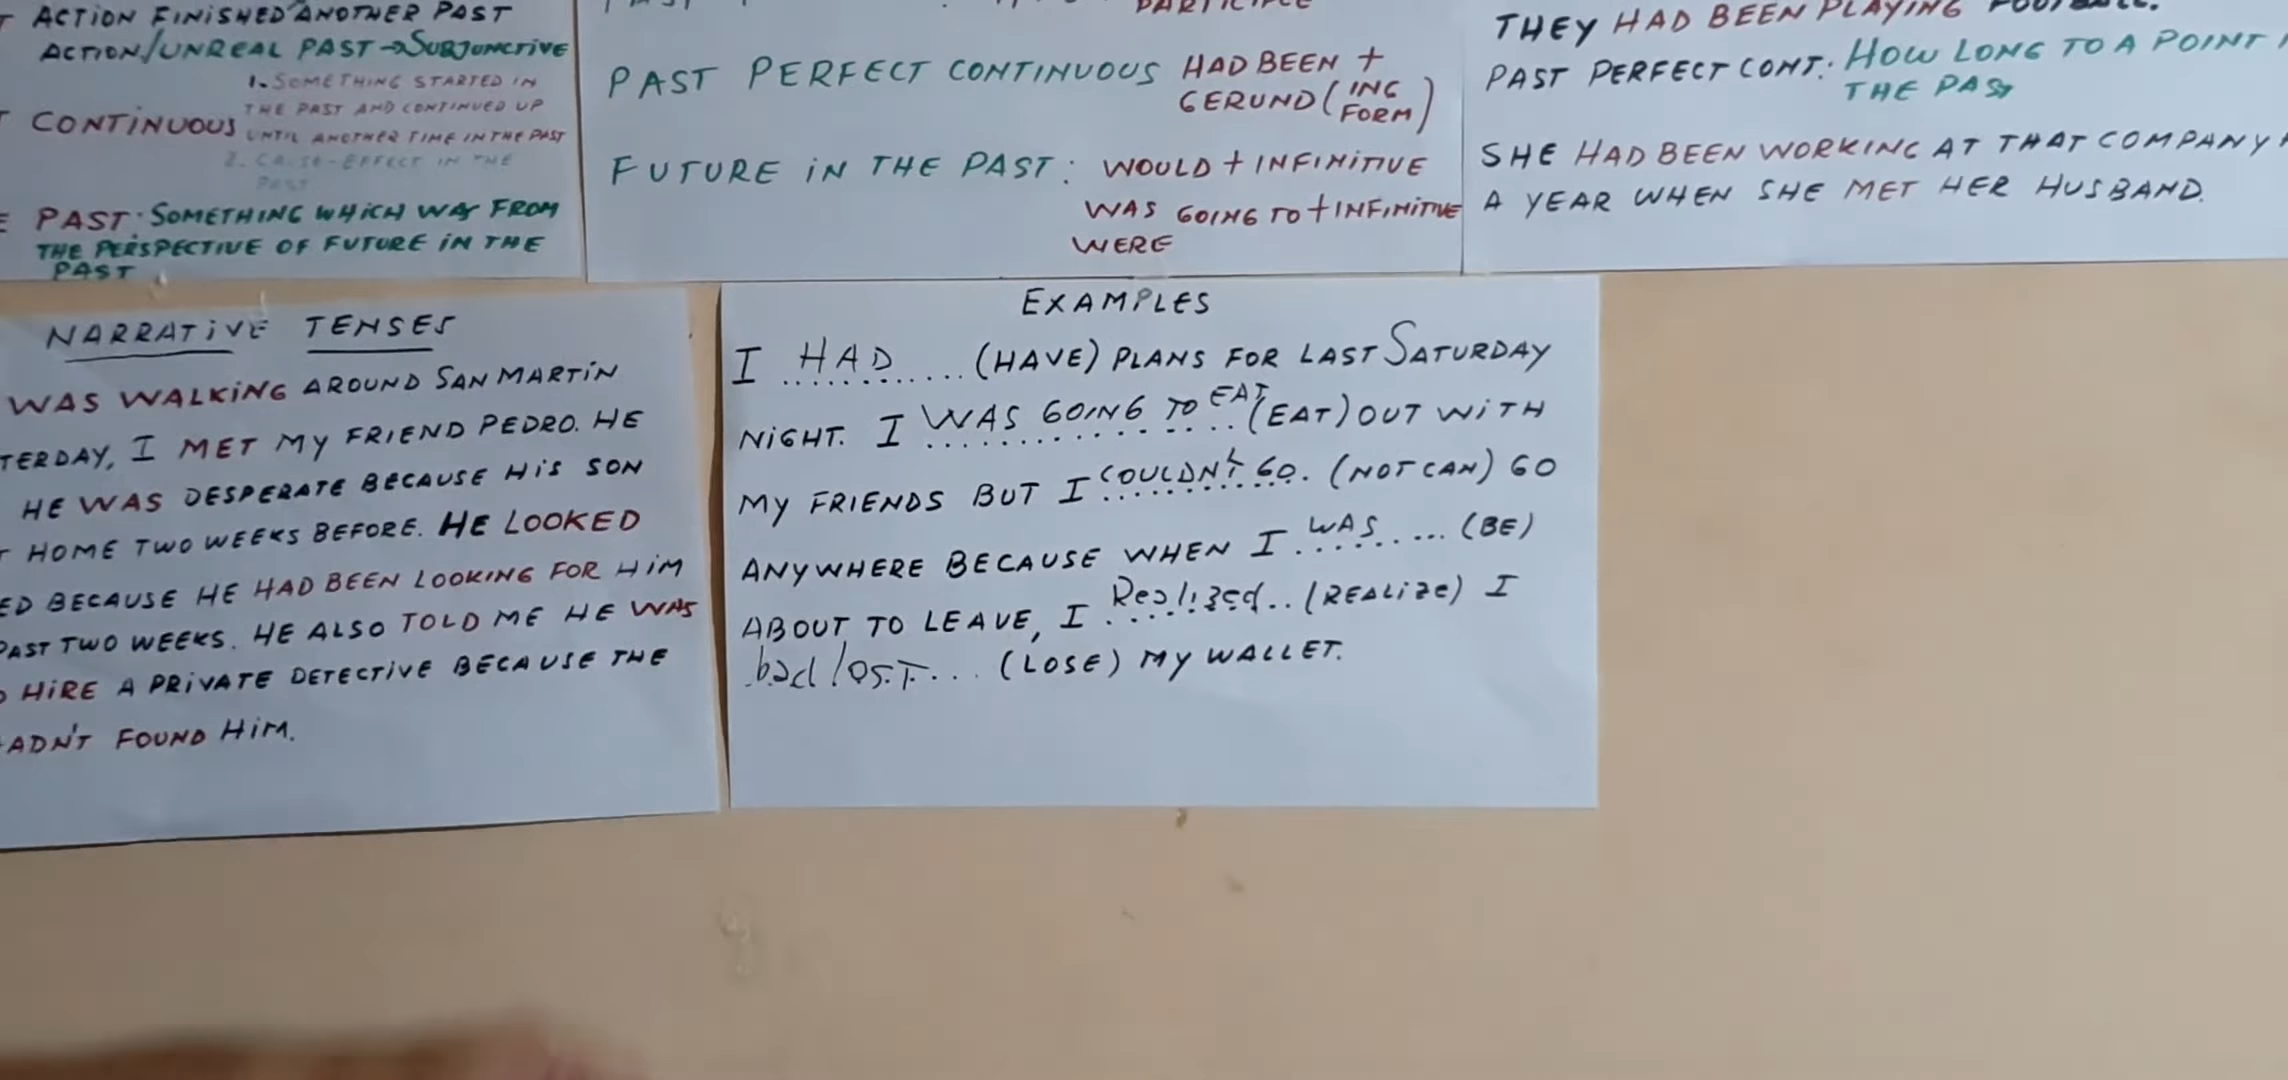 ACTION FINISHED ANOTHER PAST
ACTION/UNREAL PAST → SUBJUNCTIVE
1. SOMETHING STARTED IN
THE PAST AND CONTINUED UP
CONTINUOUS UNTIL ANOTHER TIME IN THE PAST
2. CAUSE-EFFECT IN THE
PAST
PAST: SOMETHING WHICH WAS FROM
THE PERSPECTIVE OF FUTURE IN THE
PAST
PARTICIPLE
PAST PERFECT CONTINUOUS HAD BEEN +
GERUND (ING FORM)
FUTURE IN THE PAST: WOULD + INFINITIVE
WAS GOING TO + INFINITIVE
WERE
THEY HAD BEEN PLAYING FOOTBALL.
PAST PERFECT CONT.: HOW LONG TO A POINT
THE PAST
SHE HAD BEEN WORKING AT THAT COMPANY
A YEAR WHEN SHE MET HER HUSBAND.
NARRATIVE TENSES
WAS WALKING AROUND SAN MARTIN
TERDAY, I MET MY FRIEND PEDRO. HE
HE WAS DESPERATE BECAUSE HIS SON
HOME TWO WEEKS BEFORE. HE LOOKED
ED BECAUSE HE HAD BEEN LOOKING FOR HIM
PAST TWO WEEKS. HE ALSO TOLD ME HE WAS
HIRE A PRIVATE DETECTIVE BECAUSE THE
ADN'T FOUND HIM.
EXAMPLES
I HAD (HAVE) PLANS FOR LAST SATURDAY
NIGHT. I WAS GOING TO EAT (EAT) OUT WITH
MY FRIENDS BUT I COULDN'T GO. (NOT CAN) GO
ANYWHERE BECAUSE WHEN I WAS (BE)
ABOUT TO LEAVE, I Realized (REALIZE) I
had lost (LOSE) MY WALLET.